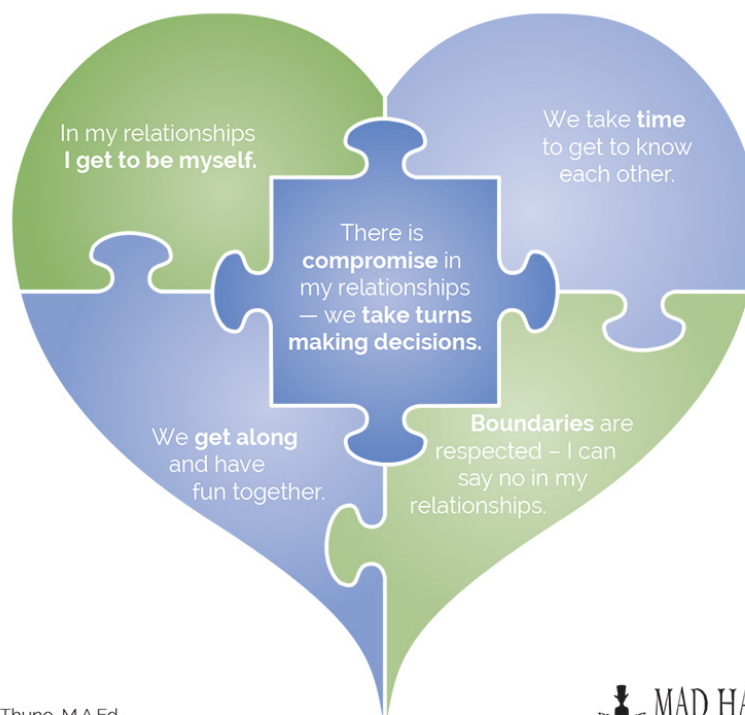 In my relationships
I get to be myself.
We take time
to get to know
each other.
There is
compromise in
my relationships
— we take turns
making decisions.
We get along
and have
fun together.
Boundaries are
respected – I can
say no in my
relationships.
MAD HA